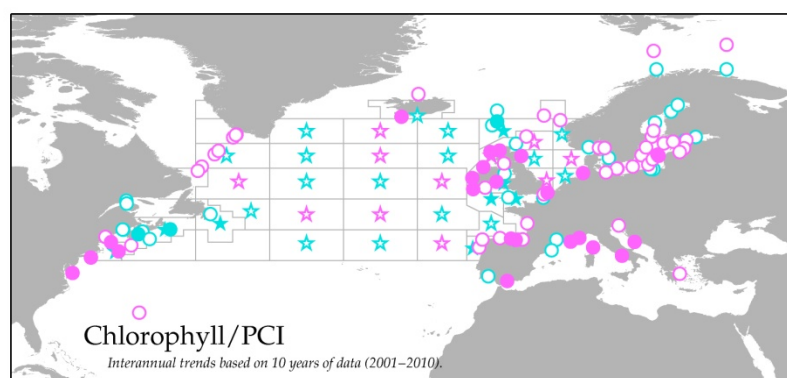 Chlorophyll/PCI
Interannual trends based on 10 years of data (2001–2010).